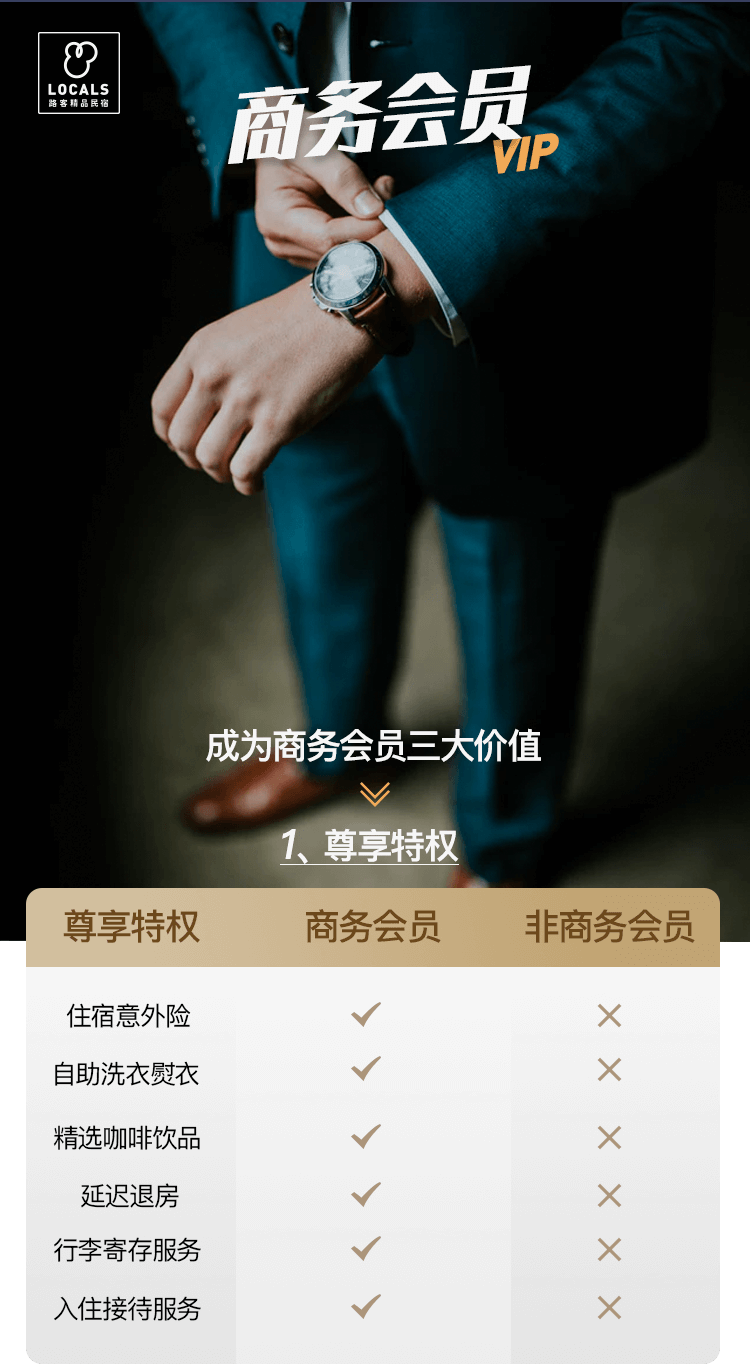 LOCALS
路客精品民宿
商务会员
VIP
成为商务会员三大价值
1、尊享特权
尊享特权 商务会员 非商务会员
住宿意外险
自助洗衣熨衣
精选咖啡饮品
延迟退房
行李寄存服务
入住接待服务